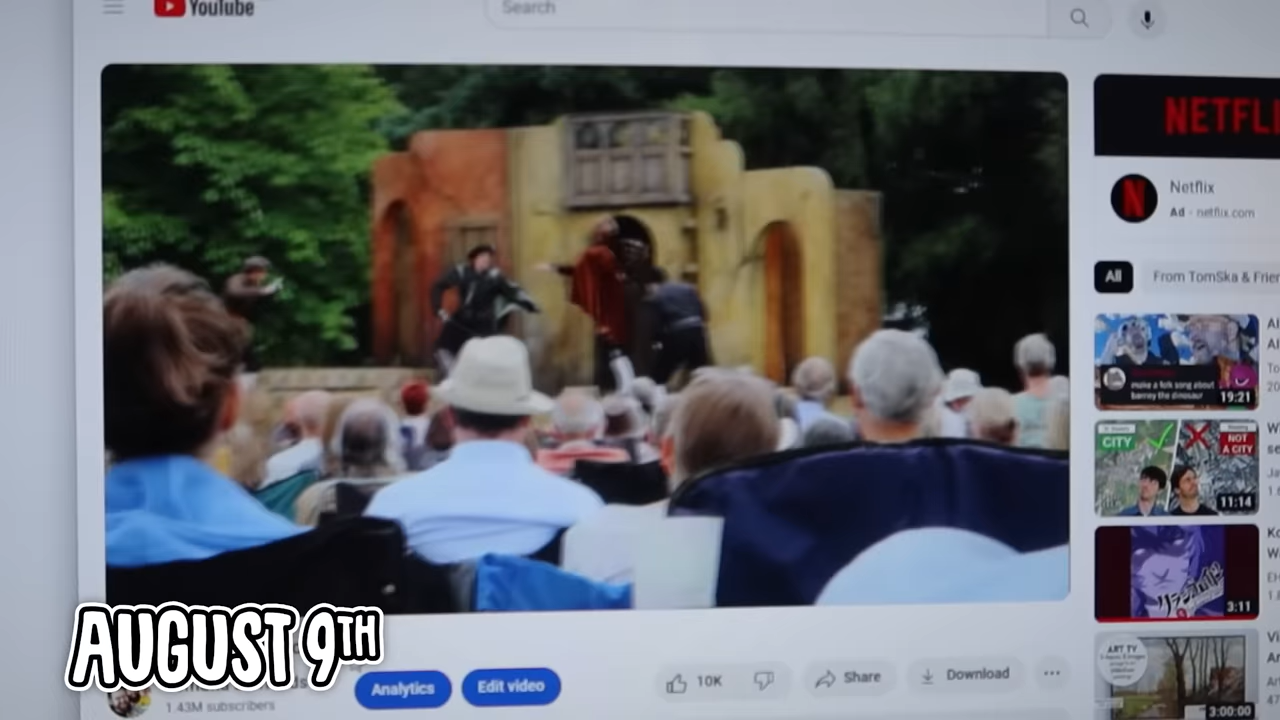 YouTube
Search
NETFLI
Netflix
Ad · netflix.com
All
From TomSka & Frien
make a folk song about
barney the dinosaur
19:21
CITY
NOT
A CITY
11:14
3:11
ART TV
3:00:00
AUGUST 9TH
1.43M subscribers
Analytics
Edit video
10K
Share
Download